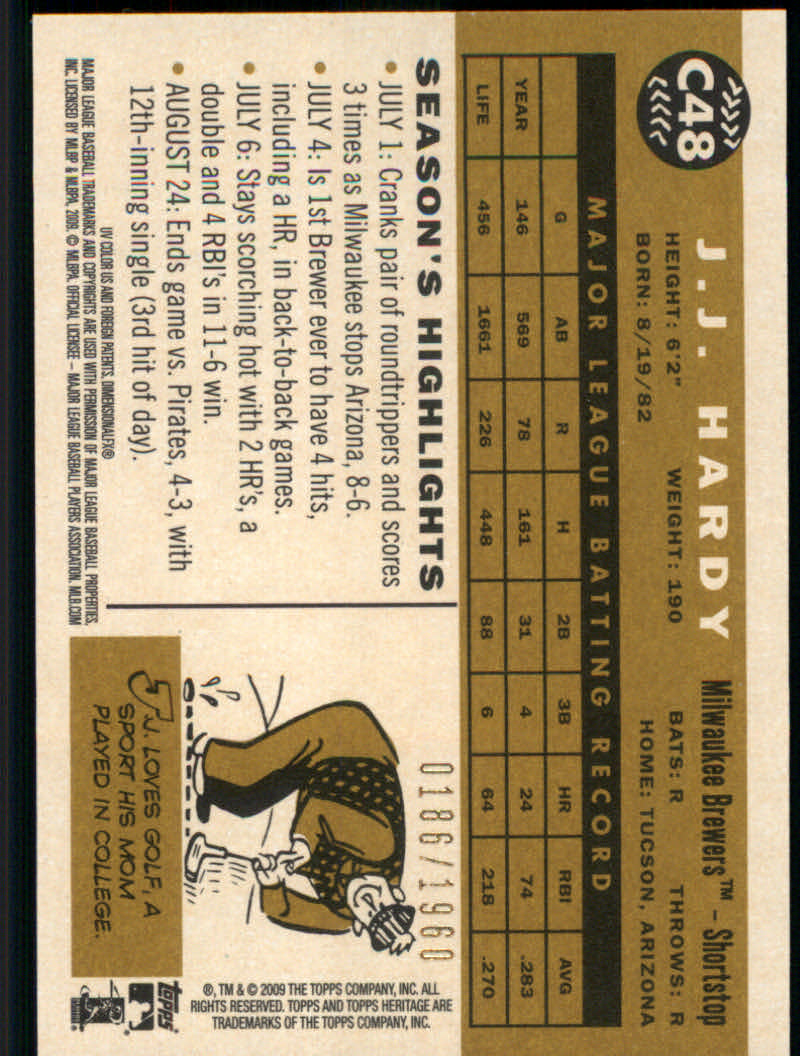 C48
J.J. HARDY
Milwaukee Brewers™ – Shortstop
HEIGHT: 6'2" WEIGHT: 190 BATS: R THROWS: R
BORN: 8/19/82 HOME: TUCSON, ARIZONA
MAJOR LEAGUE BATTING RECORD
G AB R H 2B 3B HR RBI AVG
YEAR 146 569 78 161 31 4 24 74 .283
LIFE 456 1661 226 448 88 6 64 218 .270
SEASON'S HIGHLIGHTS
• JULY 1: Cranks pair of roundtrippers and scores
3 times as Milwaukee stops Arizona, 8-6.
• JULY 4: Is 1st Brewer ever to have 4 hits,
including a HR, in back-to-back games.
• JULY 6: Stays scorching hot with 2 HR's, a
double and 4 RBI's in 11-6 win.
• AUGUST 24: Ends game vs. Pirates, 4-3, with
12th-inning single (3rd hit of day).
UV COLOR US AND FOREIGN PATENTS. DIMENSIONALFX®
MAJOR LEAGUE BASEBALL TRADEMARKS AND COPYRIGHTS ARE USED WITH PERMISSION OF MAJOR LEAGUE BASEBALL PROPERTIES,
INC. LICENSED BY MLBP & MLBPA, 2009. © MLBPA. OFFICIAL LICENSEE – MAJOR LEAGUE BASEBALL PLAYERS ASSOCIATION. MLB.COM
0186/1960
J.J. LOVES GOLF, A
SPORT HIS MOM
PLAYED IN COLLEGE.
®, TM & © 2009 THE TOPPS COMPANY, INC. ALL
RIGHTS RESERVED. TOPPS AND TOPPS HERITAGE ARE
TRADEMARKS OF THE TOPPS COMPANY, INC.
topps